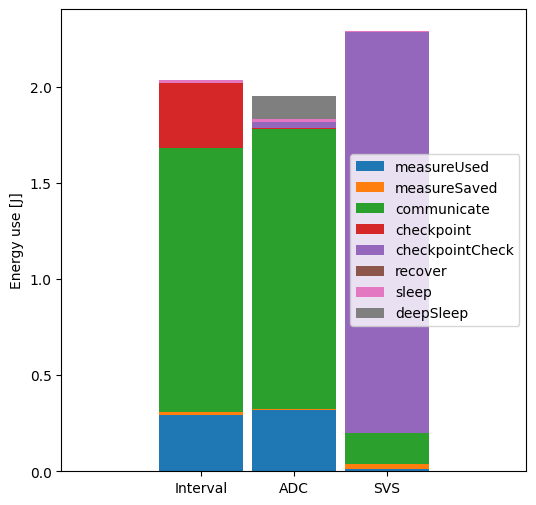 Energy use [J]
2.0
1.5
1.0
0.5
0.0
measureUsed
measureSaved
communicate
checkpoint
checkpointCheck
recover
sleep
deepSleep
Interval
ADC
SVS